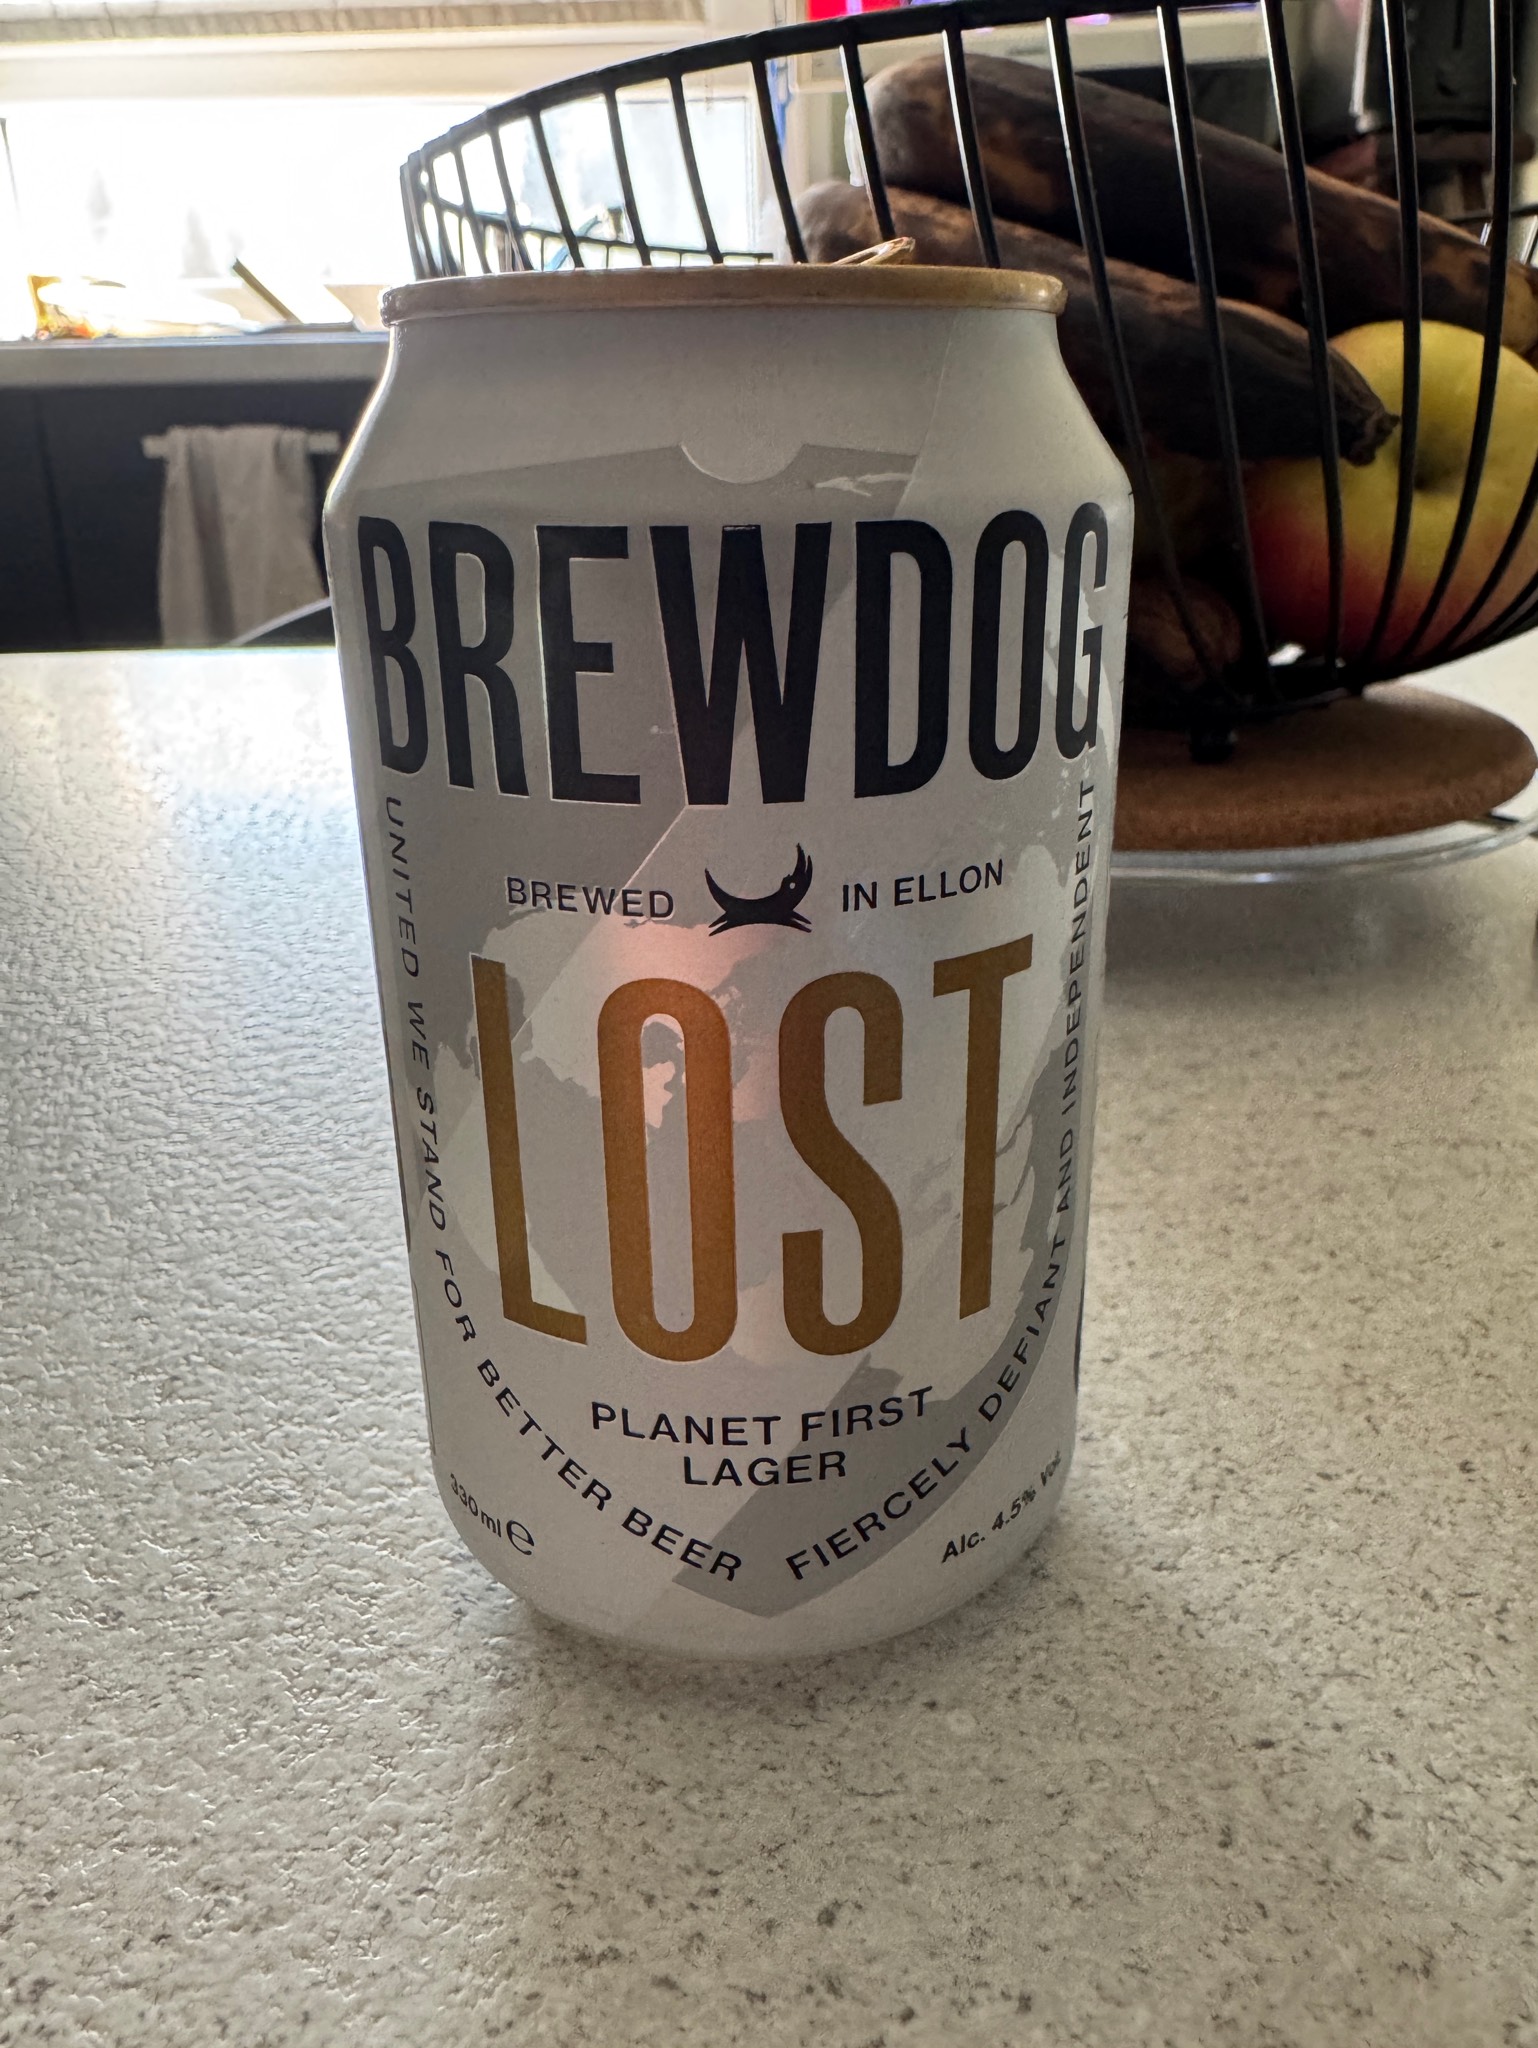 BREWDOG
BREWED IN ELLON
LOST
PLANET FIRST
LAGER
UNITED WE STAND FOR BETTER BEER
FIERCELY DEFIANT AND INDEPENDENT
330ml e
Alc. 4.5% Vol.